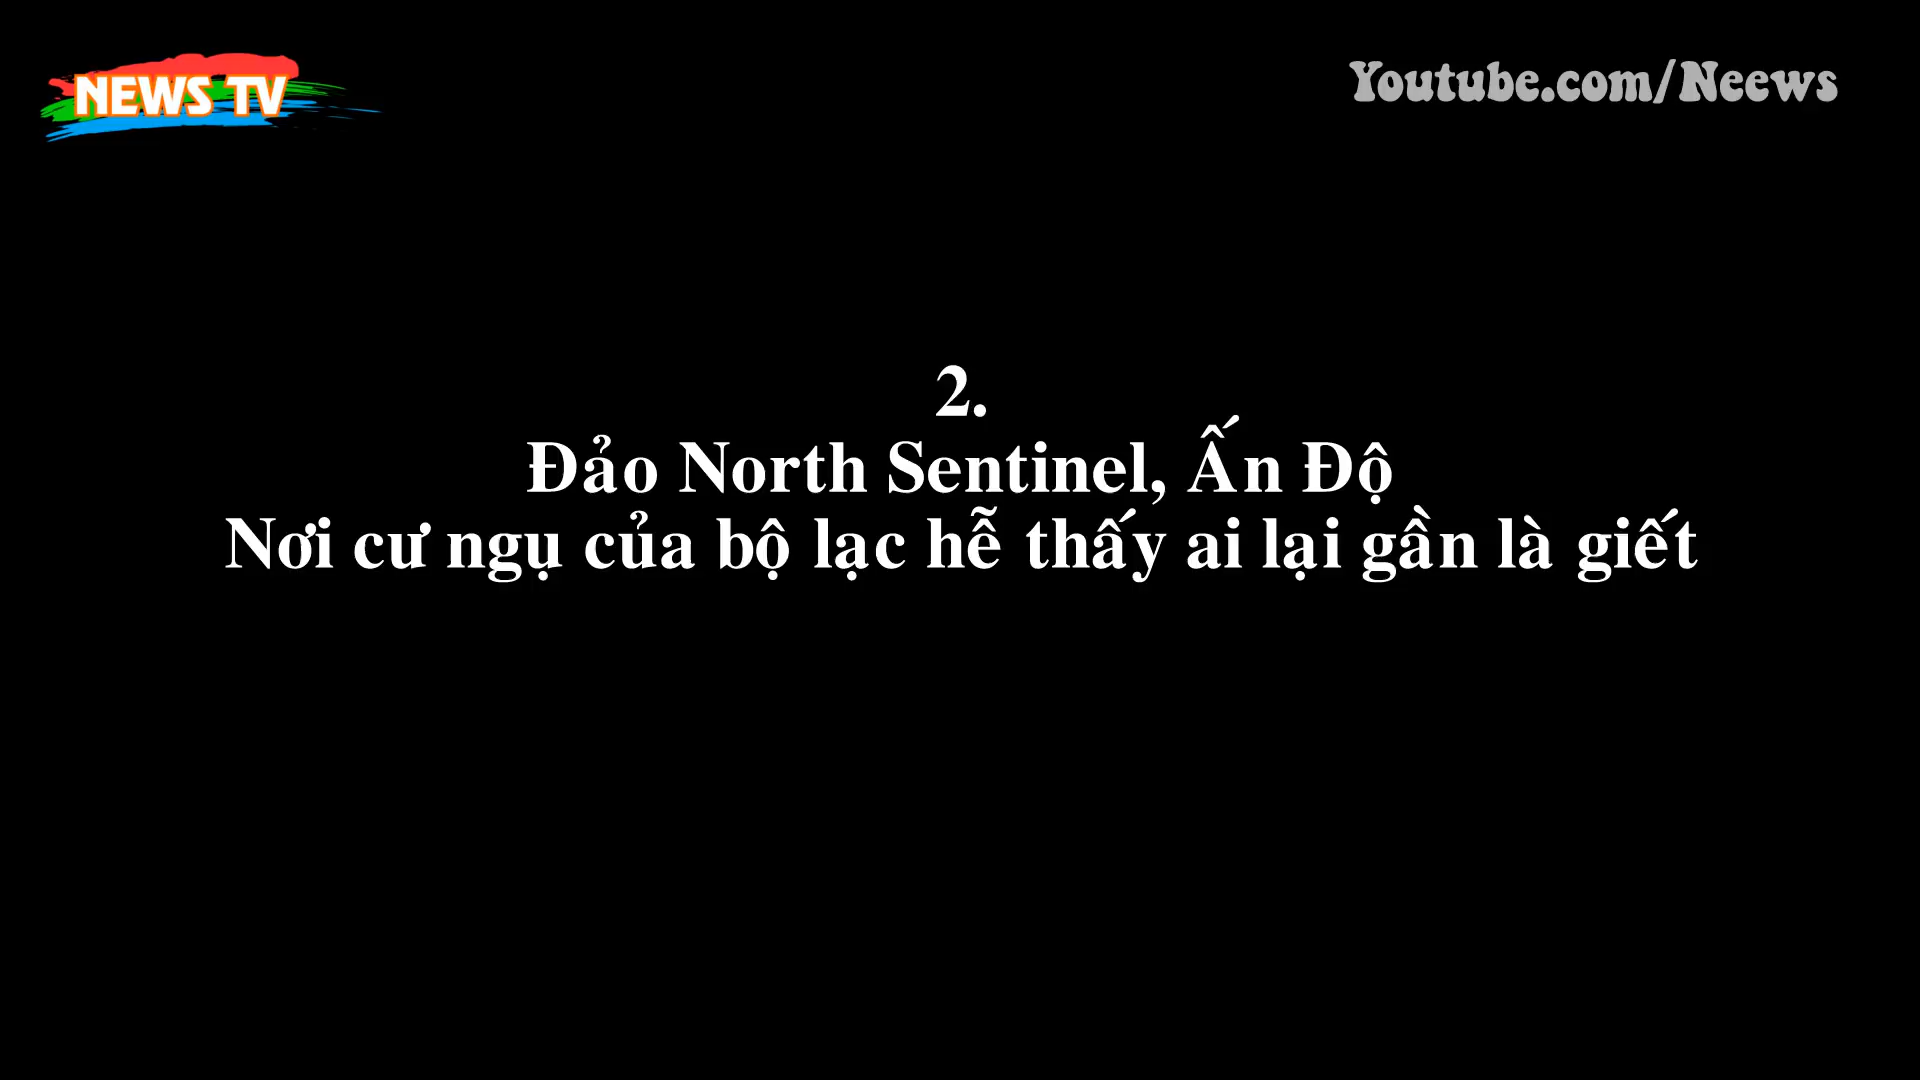 NEWS TV
Youtube.com/Neews
2.
Đảo North Sentinel, Ấn Độ
Nơi cư ngụ của bộ lạc hễ thấy ai lại gần là giết